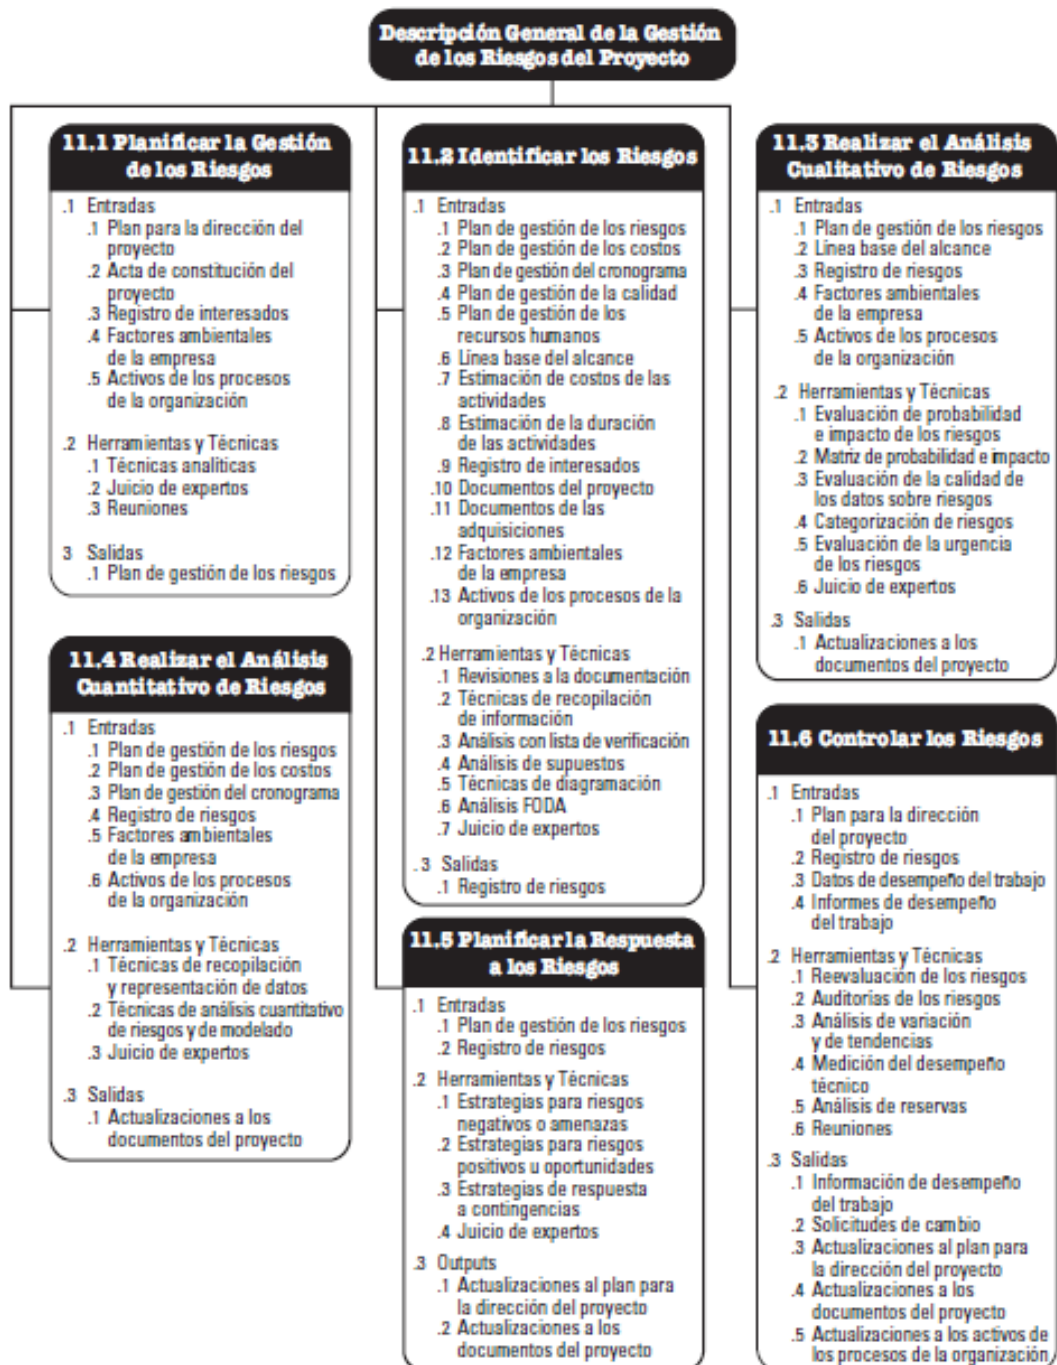 Descripción General de la Gestión
de los Riesgos del Proyecto
11.1 Planificar la Gestión
de los Riesgos
.1 Entradas
.1 Plan para la dirección del
proyecto
.2 Acta de constitución del
proyecto
.3 Registro de interesados
.4 Factores ambientales
de la empresa
.5 Activos de los procesos
de la organización
.2 Herramientas y Técnicas
.1 Técnicas analíticas
.2 Juicio de expertos
.3 Reuniones
3 Salidas
.1 Plan de gestión de los riesgos
11.2 Identificar los Riesgos
.1 Entradas
.1 Plan de gestión de los riesgos
.2 Plan de gestión de los costos
.3 Plan de gestión del cronograma
.4 Plan de gestión de la calidad
.5 Plan de gestión de los
recursos humanos
.6 Línea base del alcance
.7 Estimación de costos de las
actividades
.8 Estimación de la duración
de las actividades
.9 Registro de interesados
.10 Documentos del proyecto
.11 Documentos de las
adquisiciones
.12 Factores ambientales
de la empresa
.13 Activos de los procesos de la
organización
.2 Herramientas y Técnicas
.1 Revisiones a la documentación
.2 Técnicas de recopilación
de información
.3 Análisis con lista de verificación
.4 Análisis de supuestos
.5 Técnicas de diagramación
.6 Análisis FODA
.7 Juicio de expertos
.3 Salidas
.1 Registro de riesgos
11.3 Realizar el Análisis
Cualitativo de Riesgos
.1 Entradas
.1 Plan de gestión de los riesgos
.2 Línea base del alcance
.3 Registro de riesgos
.4 Factores ambientales
de la empresa
.5 Activos de los procesos
de la organización
.2 Herramientas y Técnicas
.1 Evaluación de probabilidad
e impacto de los riesgos
.2 Matriz de probabilidad e impacto
.3 Evaluación de la calidad de
los datos sobre riesgos
.4 Categorización de riesgos
.5 Evaluación de la urgencia
de los riesgos
.6 Juicio de expertos
.3 Salidas
.1 Actualizaciones a los
documentos del proyecto
11.4 Realizar el Análisis
Cuantitativo de Riesgos
.1 Entradas
.1 Plan de gestión de los riesgos
.2 Plan de gestión de los costos
.3 Plan de gestión del cronograma
.4 Registro de riesgos
.5 Factores ambientales
de la empresa
.6 Activos de los procesos
de la organización
.2 Herramientas y Técnicas
.1 Técnicas de recopilación
y representación de datos
.2 Técnicas de análisis cuantitativo
de riesgos y de modelado
.3 Juicio de expertos
.3 Salidas
.1 Actualizaciones a los
documentos del proyecto
11.5 Planificar la Respuesta
a los Riesgos
.1 Entradas
.1 Plan de gestión de los riesgos
.2 Registro de riesgos
.2 Herramientas y Técnicas
.1 Estrategias para riesgos
negativos o amenazas
.2 Estrategias para riesgos
positivos u oportunidades
.3 Estrategias de respuesta
a contingencias
.4 Juicio de expertos
.3 Outputs
.1 Actualizaciones al plan para
la dirección del proyecto
.2 Actualizaciones a los
documentos del proyecto
11.6 Controlar los Riesgos
.1 Entradas
.1 Plan para la dirección
del proyecto
.2 Registro de riesgos
.3 Datos de desempeño del trabajo
.4 Informes de desempeño
del trabajo
.2 Herramientas y Técnicas
.1 Reevaluación de los riesgos
.2 Auditorías de los riesgos
.3 Análisis de variación
y de tendencias
.4 Medición del desempeño
técnico
.5 Análisis de reservas
.6 Reuniones
.3 Salidas
.1 Información de desempeño
del trabajo
.2 Solicitudes de cambio
.3 Actualizaciones al plan para
la dirección del proyecto
.4 Actualizaciones a los
documentos del proyecto
.5 Actualizaciones a los activos de
los procesos de la organización